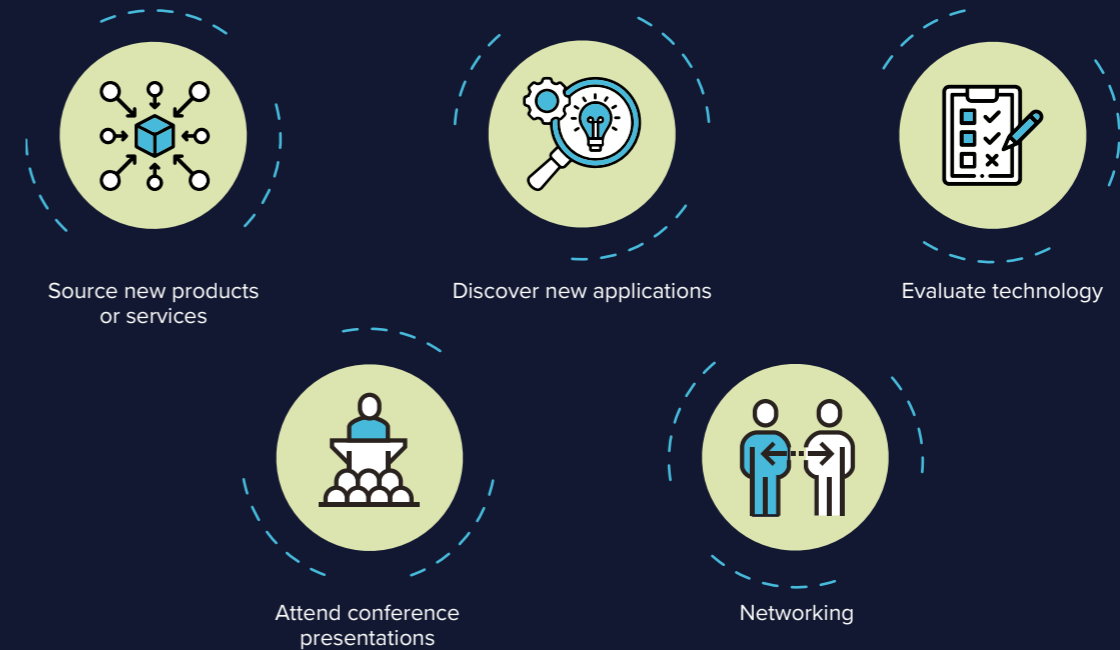 Source new products
or services
Discover new applications
Evaluate technology
Attend conference
presentations
Networking